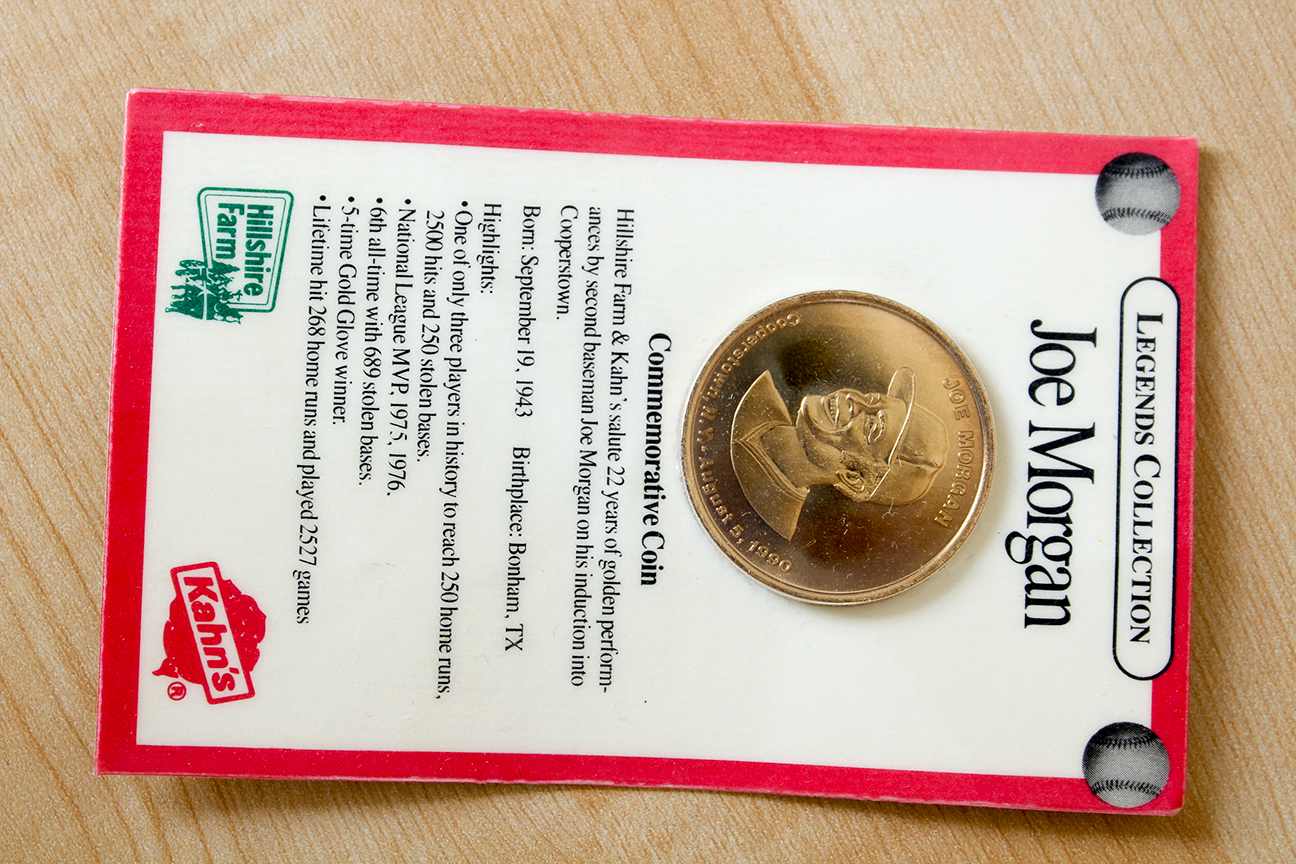 LEGENDS COLLECTION
Joe Morgan
JOE MORGAN
Cooperstown, N.Y. August 5, 1990
Commemorative Coin
Hillshire Farm & Kahn's salute 22 years of golden perform-
ances by second baseman Joe Morgan on his induction into
Cooperstown.
Born: September 19, 1943 Birthplace: Bonham, TX
Highlights:
•One of only three players in history to reach 250 home runs,
2500 hits and 250 stolen bases.
•National League MVP, 1975, 1976.
•6th all-time with 689 stolen bases.
•5-time Gold Glove winner.
•Lifetime hit 268 home runs and played 2527 games
Hillshire
Farm
Kahn's
®